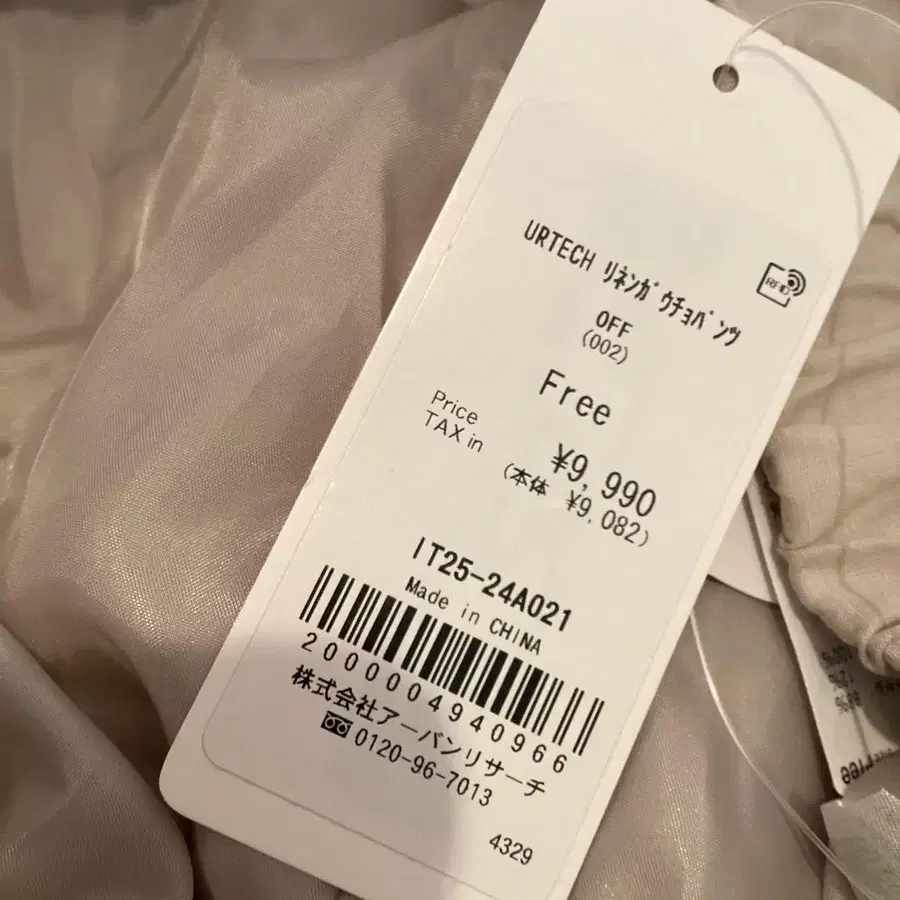 URTECH ﾘﾈﾝｶﾞｳﾁｮﾊﾟﾝﾂ
RFID
OFF
(002)
Free
Price
TAX in
¥9,990
(本体 ¥9,082)
IT25-24A021
Made in CHINA
2000004940966
株式会社アーバンリサーチ
0120-96-7013
4329